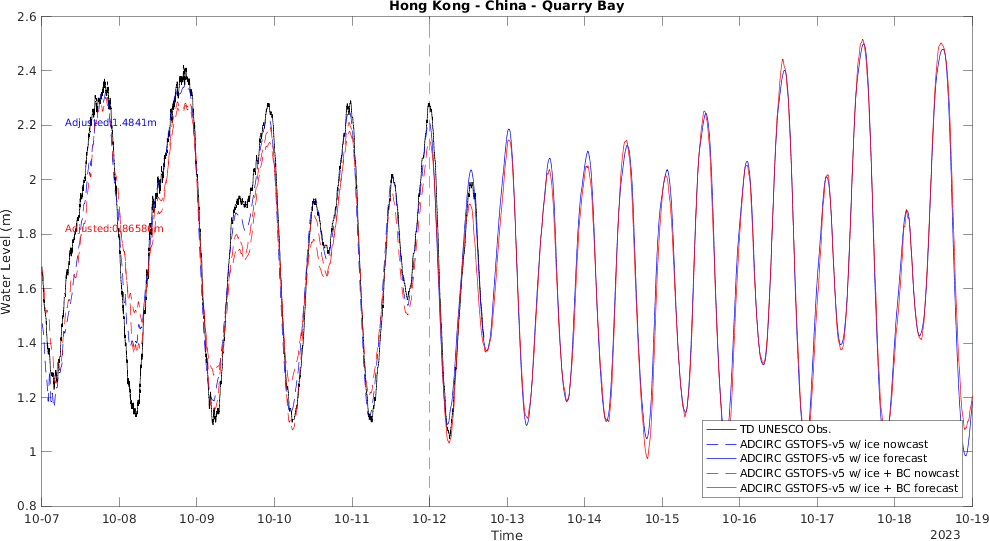 Hong Kong - China - Quarry Bay
2.6
2.4
2.2
2
1.8
1.6
1.4
1.2
1
0.8
Water Level (m)
Adjusted:1.4841m
Adjusted:0.86586m
TD UNESCO Obs.
ADCIRC GSTOFS-v5 w/ ice nowcast
ADCIRC GSTOFS-v5 w/ ice forecast
ADCIRC GSTOFS-v5 w/ ice + BC nowcast
ADCIRC GSTOFS-v5 w/ ice + BC forecast
10-07 10-08 10-09 10-10 10-11 10-12 10-13 10-14 10-15 10-16 10-17 10-18 10-19
Time
2023